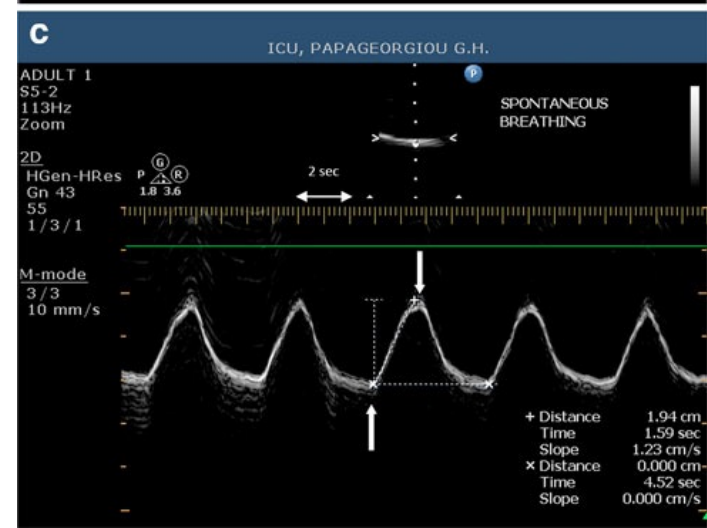 C
ICU, PAPAGEORGIOU G.H.
ADULT 1
S5-2
113Hz
Zoom
P
SPONTANEOUS
BREATHING
2D
HGen-HRes
Gn 43
55
1 / 3 / 1
G
P R
1.8 3.6
2 sec
M-mode
3 / 3
10 mm/s
+ Distance 1.94 cm
Time 1.59 sec
Slope 1.23 cm/s
× Distance 0.000 cm
Time 4.52 sec
Slope 0.000 cm/s